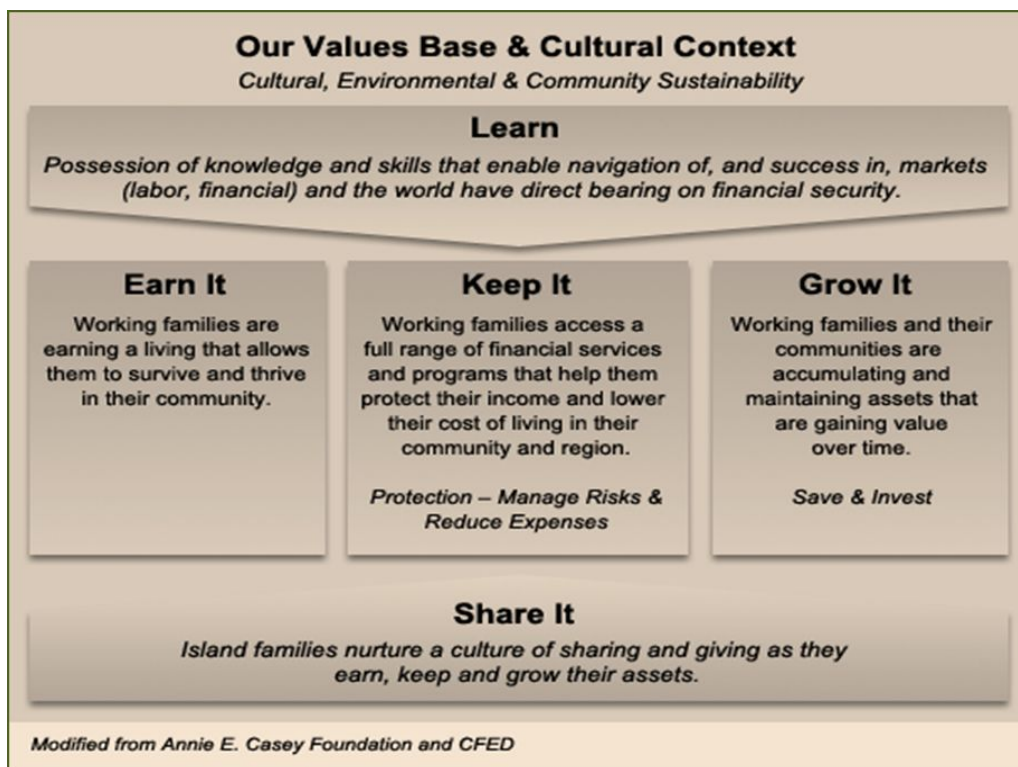 Our Values Base & Cultural Context
Cultural, Environmental & Community Sustainability
Learn
Possession of knowledge and skills that enable navigation of, and success in, markets
(labor, financial) and the world have direct bearing on financial security.
Earn It
Working families are
earning a living that allows
them to survive and thrive
in their community.
Keep It
Working families access a
full range of financial services
and programs that help them
protect their income and lower
their cost of living in their
community and region.
Protection – Manage Risks &
Reduce Expenses
Grow It
Working families and their
communities are
accumulating and
maintaining assets that
are gaining value
over time.
Save & Invest
Share It
Island families nurture a culture of sharing and giving as they
earn, keep and grow their assets.
Modified from Annie E. Casey Foundation and CFED